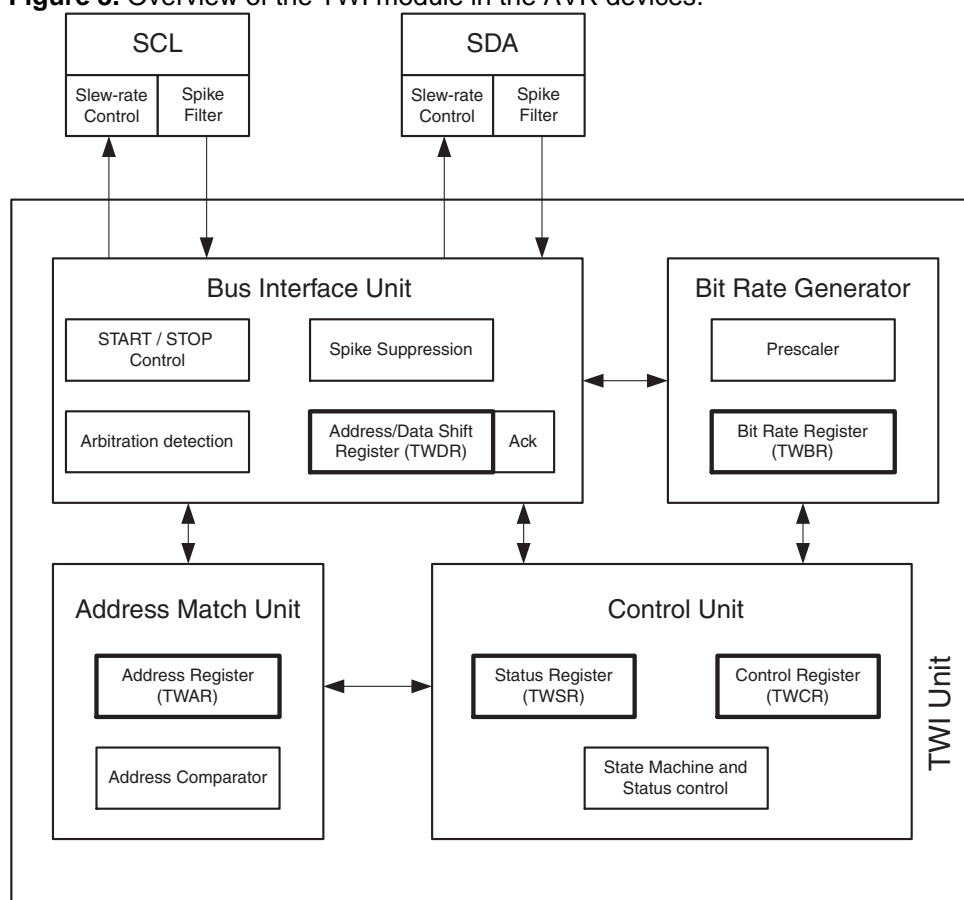 Figure 3. Overview of the TWI module in the AVR devices.
SCL
SDA
Slew-rate
Control
Spike
Filter
Slew-rate
Control
Spike
Filter
Bus Interface Unit
START / STOP
Control
Spike Suppression
Arbitration detection
Address/Data Shift
Register (TWDR)
Ack
Bit Rate Generator
Prescaler
Bit Rate Register
(TWBR)
Address Match Unit
Address Register
(TWAR)
Address Comparator
Control Unit
Status Register
(TWSR)
Control Register
(TWCR)
State Machine and
Status control
TWI Unit